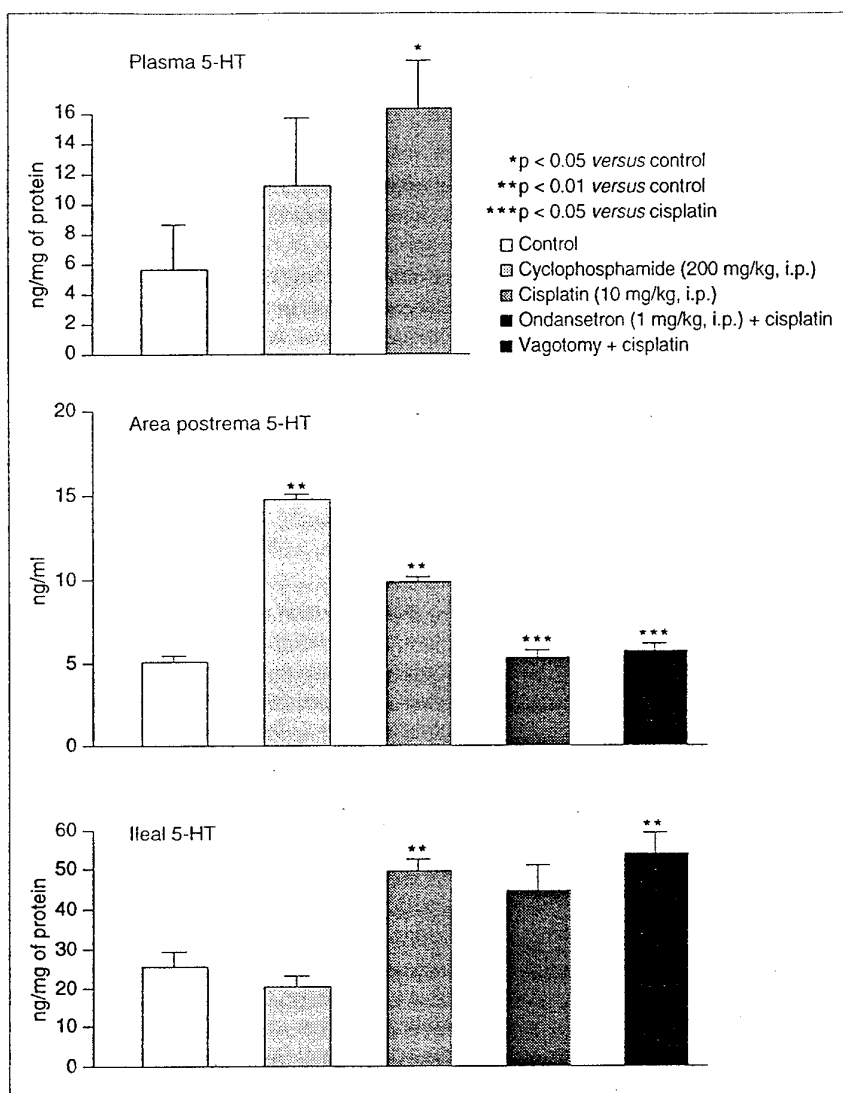 Plasma 5-HT
*
16
14
12
10
8
6
4
2
0
ng/mg of protein
*p < 0.05 versus control
**p < 0.01 versus control
***p < 0.05 versus cisplatin
Control
Cyclophosphamide (200 mg/kg, i.p.)
Cisplatin (10 mg/kg, i.p.)
Ondansetron (1 mg/kg, i.p.) + cisplatin
Vagotomy + cisplatin
Area postrema 5-HT
20
15
10
5
0
ng/ml
**
**
***
***
Ileal 5-HT
60
50
40
30
20
10
0
ng/mg of protein
**
**